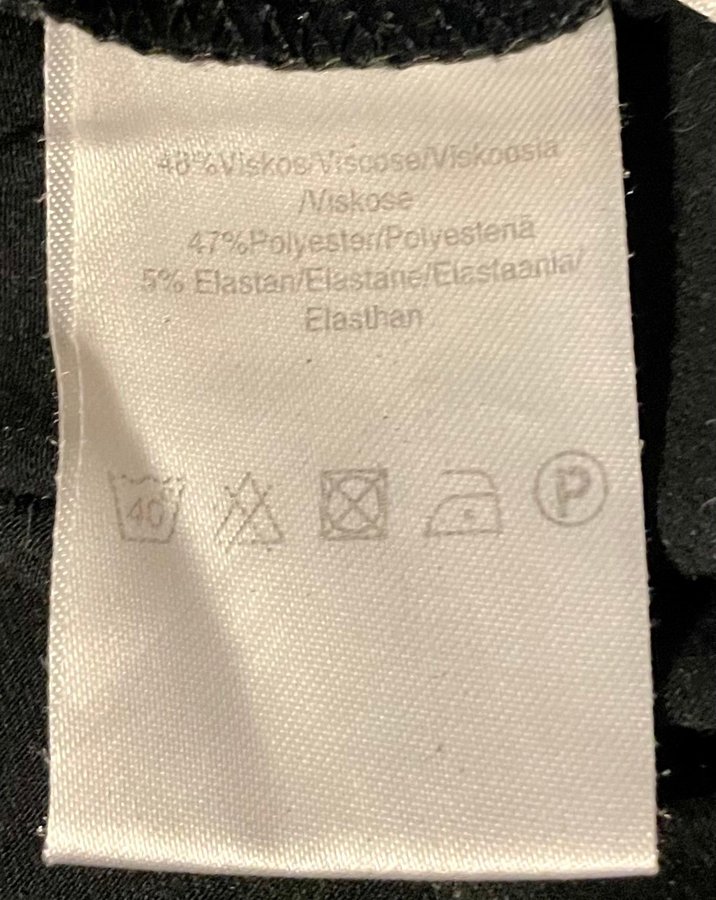 48%Viskos/Viscose/Viskoosia
/Viskose
47%Polyester/Polyesteriä
5% Elastan/Elastane/Elastaania/
Elasthan
40 P